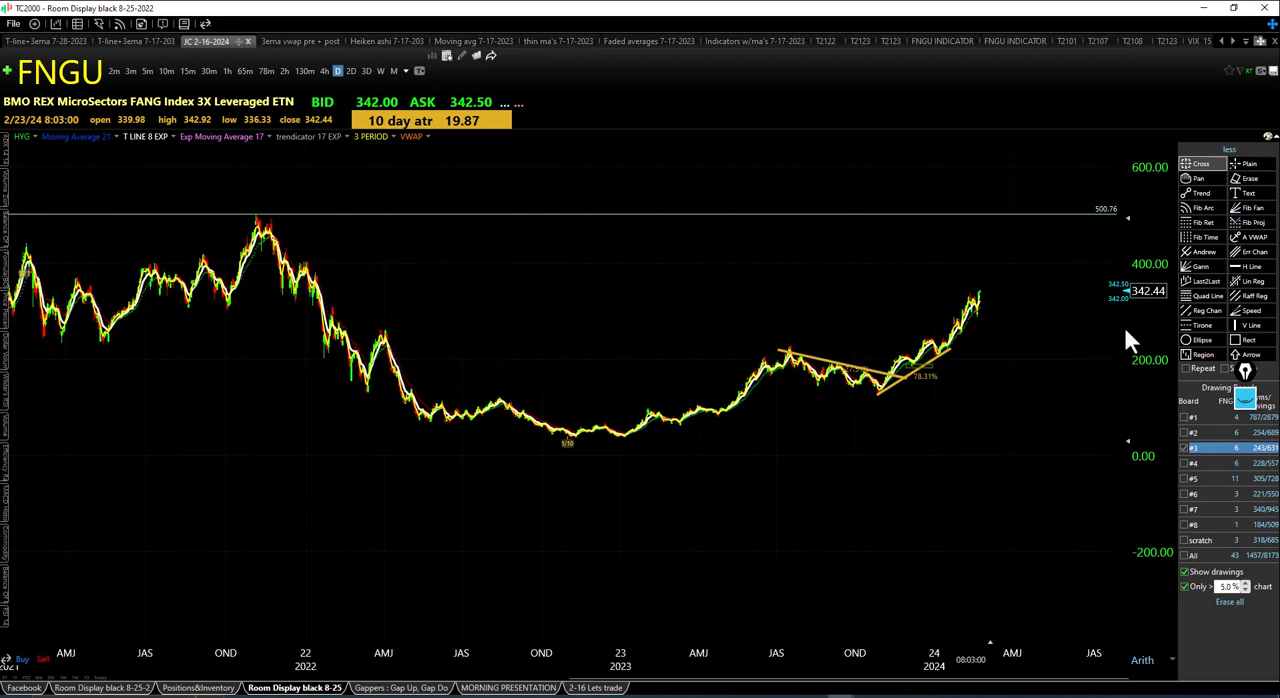 TC2000 - Room Display black 8-25-2022
File
T-line+3ema 7-28-2023 T-line+3ema 7-17-203 JC 2-16-2024 3ema vwap pre + post Heiken ashi 7-17-203 Moving avg 7-17-2023 thin ma's 7-17-2023 Faded averages 7-17-2023 Indicators w/ma's 7-17-2023 T2122 T2123 T2123 FNGU INDICATOR FNGU INDICATOR T2101 T2107 T2108 T2123 VIX 15
FNGU 2m 3m 5m 10m 15m 30m 1h 65m 78m 2h 130m 4h D 2D 3D W M
RT
BMO REX MicroSectors FANG Index 3X Leveraged ETN BID 342.00 ASK 342.50 ... ...
2/23/24 8:03:00 open 339.98 high 342.92 low 336.33 close 342.44 10 day atr 19.87
HYG Moving Average 21 T LINE 8 EXP Exp Moving Average 17 trendicator 17 EXP 3 PERIOD VWAP
less
Cross Plain
Pan Erase
Trend Text
Fib Arc Fib Fan
Fib Ret Fib Proj
Fib Time A VWAP
Andrew Err Chan
Gann H Line
Last2Last Lin Reg
Quad Line Raff Reg
Reg Chan Speed
Tirone V Line
Ellipse Rect
Region Arrow
Repeat
Board FNG
#1 4 787/2879
#2 6 254/689
#3 6 243/631
#4 6 228/557
#5 11 305/728
#6 3 221/550
#7 3 340/945
#8 1 184/509
scratch 3 318/685
All 43 1457/8173
Show drawings
Only > 5.0 % chart
Erase all
600.00
500.76
400.00
342.50
342.44
342.00
200.00
78.31%
0.00
1/10
-200.00
AMJ JAS OND 22 AMJ JAS OND 23 AMJ JAS OND 24 AMJ JAS
2022 2023 2024 08:03:00
Buy Sell
Arith
Facebook Room Display black 8-25-2 Positions&Inventory Room Display black 8-25 Gappers : Gap Up, Gap Do MORNING PRESENTATION 2-16 Lets trade